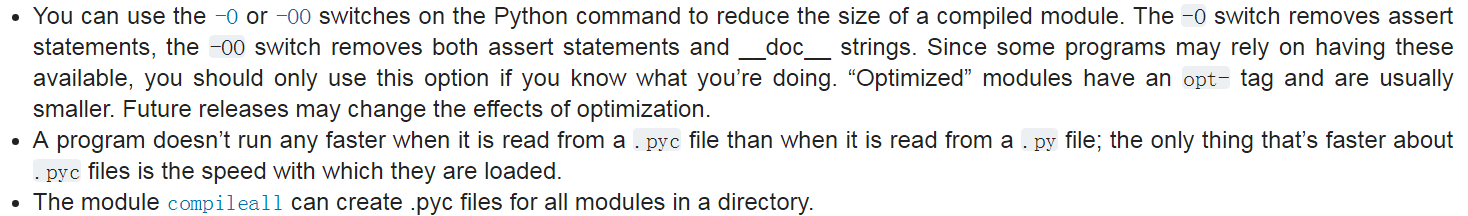 • You can use the -O or -OO switches on the Python command to reduce the size of a compiled module. The -O switch removes assert
statements, the -OO switch removes both assert statements and __doc__ strings. Since some programs may rely on having these
available, you should only use this option if you know what you’re doing. “Optimized” modules have an opt- tag and are usually
smaller. Future releases may change the effects of optimization.
• A program doesn’t run any faster when it is read from a .pyc file than when it is read from a .py file; the only thing that’s faster about
.pyc files is the speed with which they are loaded.
• The module compileall can create .pyc files for all modules in a directory.